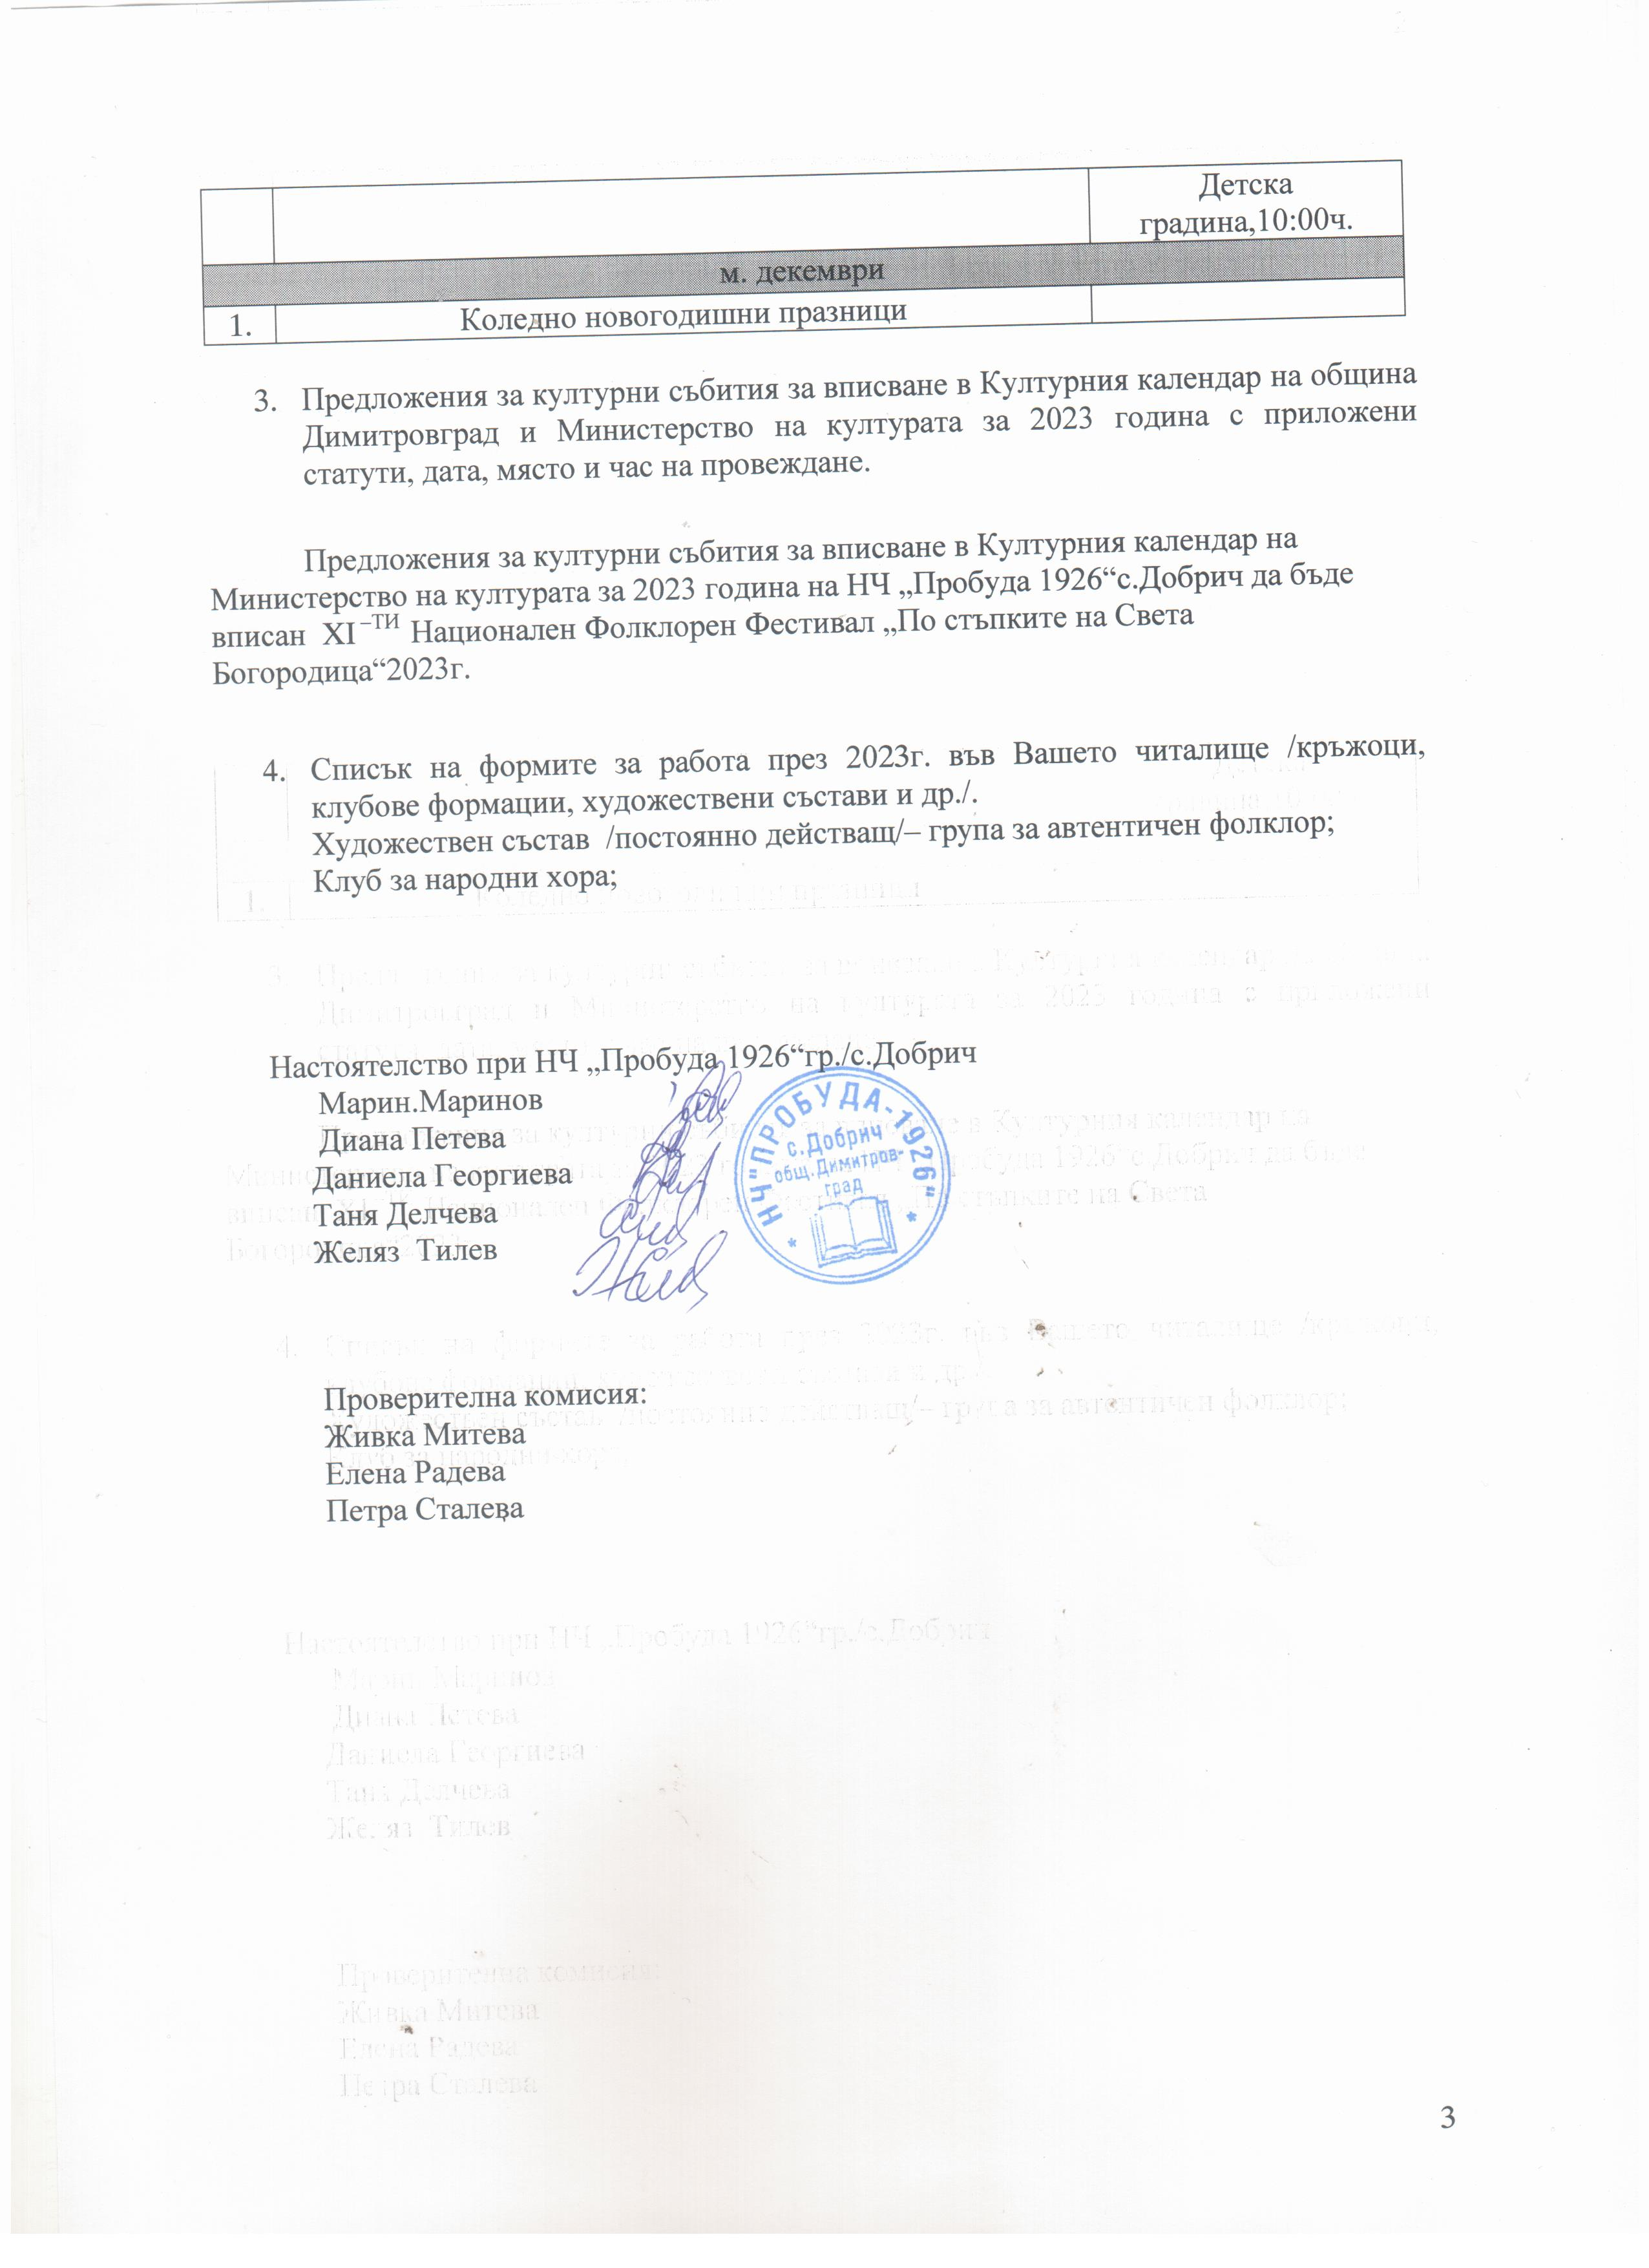 Детска
градина,10:00ч.
м. декември
1. Коледно новогодишни празници
3. Предложения за културни събития за вписване в Културния календар на община
Димитровград и Министерство на културата за 2023 година с приложени
статути, дата, място и час на провеждане.
Предложения за културни събития за вписване в Културния календар на
Министерство на културата за 2023 година на НЧ „Пробуда 1926“с.Добрич да бъде
вписан XI –ТИ Национален Фолклорен Фестивал „По стъпките на Света
Богородица“2023г.
4. Списък на формите за работа през 2023г. във Вашето читалище /кръжоци,
клубове формации, художествени състави и др./.
Художествен състав /постоянно действащ/– група за автентичен фолклор;
Клуб за народни хора;
Настоятелство при НЧ „Пробуда 1926“гр./с.Добрич
Марин.Маринов
Диана Петева
Даниела Георгиева
Таня Делчева
Желяз Тилев
НЧ"ПРОБУДА-1926"
с.Добрич
общ.Димитров-
град
Проверителна комисия:
Живка Митева
Елена Радева
Петра Сталева
3